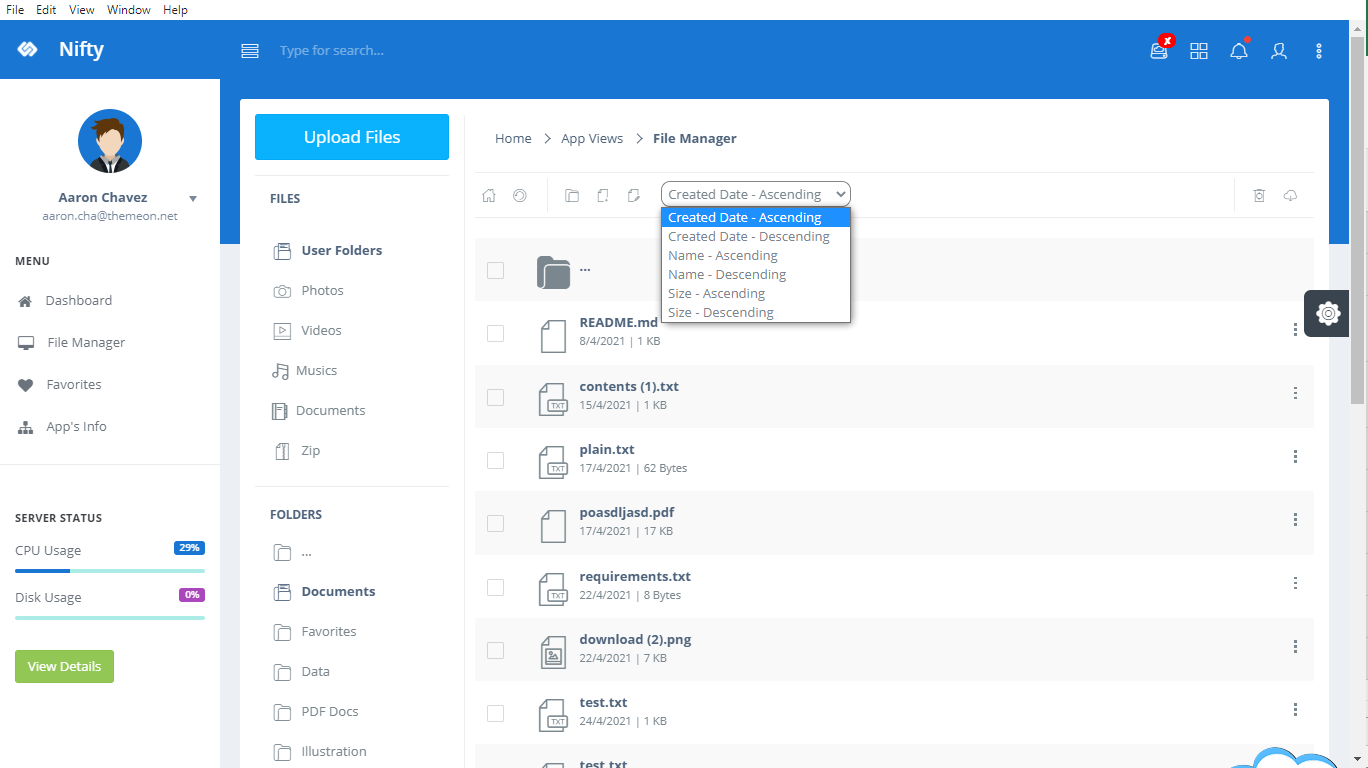 File Edit View Window Help
Nifty
Type for search...
x
Aaron Chavez
aaron.cha@themeon.net
MENU
Dashboard
File Manager
Favorites
App's Info
SERVER STATUS
CPU Usage 29%
Disk Usage 0%
View Details
Upload Files
FILES
User Folders
Photos
Videos
Musics
Documents
Zip
FOLDERS
...
Documents
Favorites
Data
PDF Docs
Illustration
Home > App Views > File Manager
Created Date - Ascending
Created Date - Ascending
Created Date - Descending
Name - Ascending
Name - Descending
Size - Ascending
Size - Descending
...
README.md
8/4/2021 | 1 KB
TXT
contents (1).txt
15/4/2021 | 1 KB
TXT
plain.txt
17/4/2021 | 62 Bytes
poasdljasd.pdf
17/4/2021 | 17 KB
TXT
requirements.txt
22/4/2021 | 8 Bytes
download (2).png
22/4/2021 | 7 KB
TXT
test.txt
24/4/2021 | 1 KB
test.txt